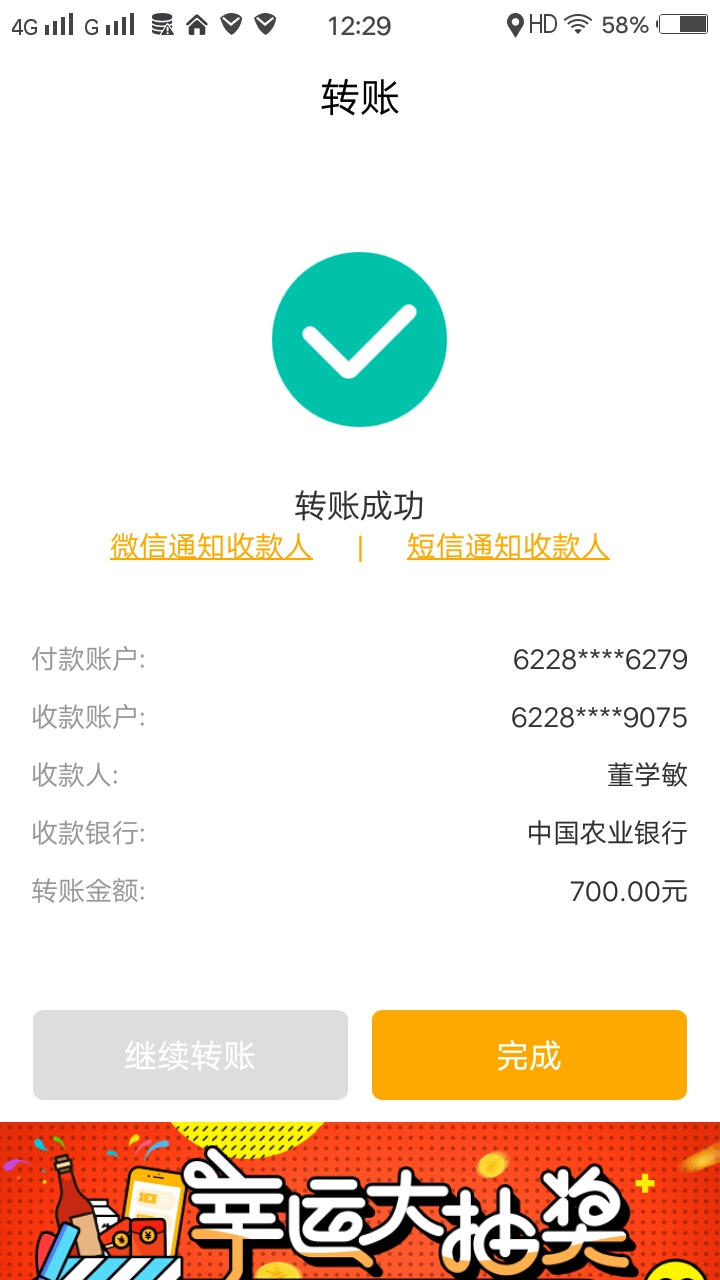 4G G 12:29 HD 58%
转账
转账成功
微信通知收款人 | 短信通知收款人
付款账户: 6228****6279
收款账户: 6228****9075
收款人: 董学敏
收款银行: 中国农业银行
转账金额: 700.00元
继续转账 完成
幸运大抽奖